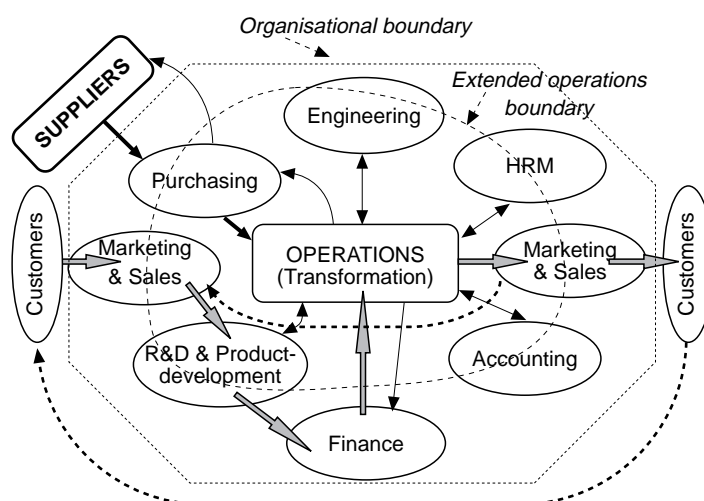 Organisational boundary
Extended operations
boundary
SUPPLIERS
Engineering
HRM
Purchasing
Customers
Marketing
& Sales
OPERATIONS
(Transformation)
Marketing
& Sales
Customers
R&D & Product-
development
Accounting
Finance